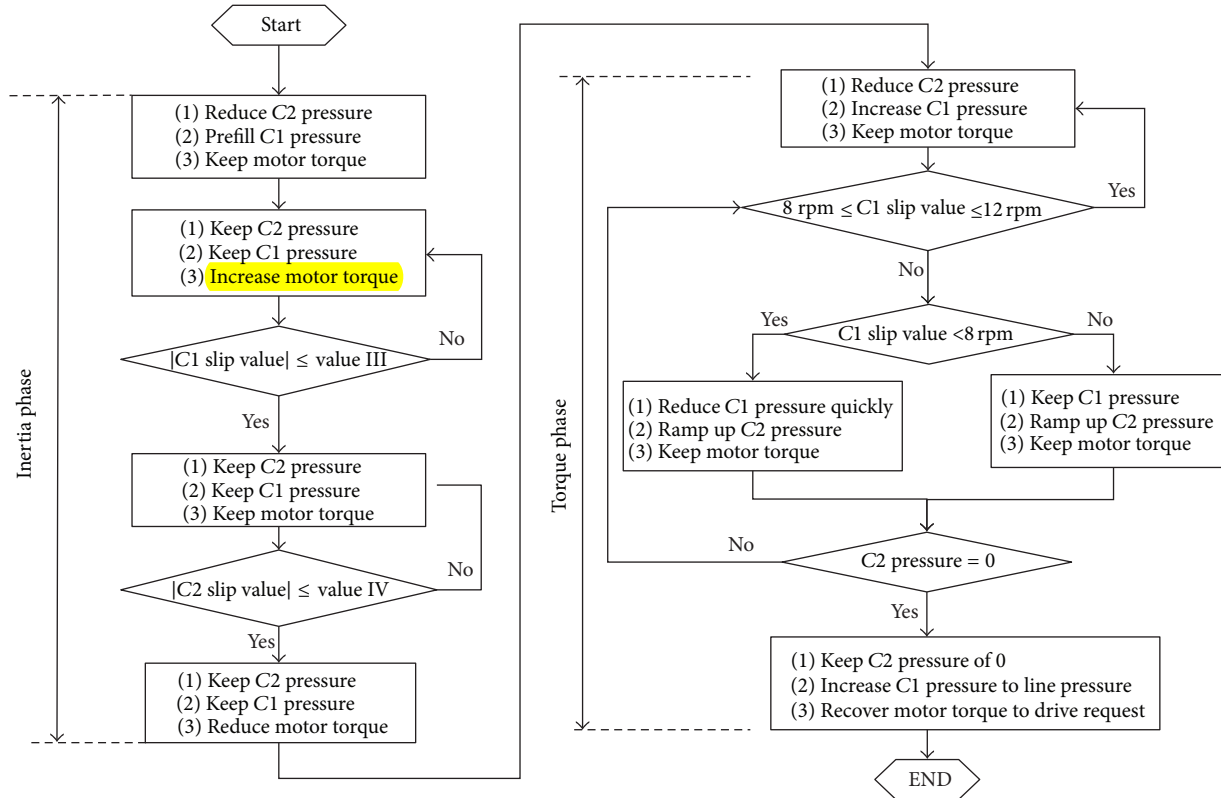 Start
Inertia phase
(1) Reduce C2 pressure
(2) Prefill C1 pressure
(3) Keep motor torque
(1) Keep C2 pressure
(2) Keep C1 pressure
(3) Increase motor torque
|C1 slip value| ≤ value III
No
Yes
(1) Keep C2 pressure
(2) Keep C1 pressure
(3) Keep motor torque
|C2 slip value| ≤ value IV
No
Yes
(1) Keep C2 pressure
(2) Keep C1 pressure
(3) Reduce motor torque
Torque phase
(1) Reduce C2 pressure
(2) Increase C1 pressure
(3) Keep motor torque
8 rpm ≤ C1 slip value ≤12 rpm
Yes
No
C1 slip value <8 rpm
Yes
No
(1) Reduce C1 pressure quickly
(2) Ramp up C2 pressure
(3) Keep motor torque
(1) Keep C1 pressure
(2) Ramp up C2 pressure
(3) Keep motor torque
C2 pressure = 0
No
Yes
(1) Keep C2 pressure of 0
(2) Increase C1 pressure to line pressure
(3) Recover motor torque to drive request
END